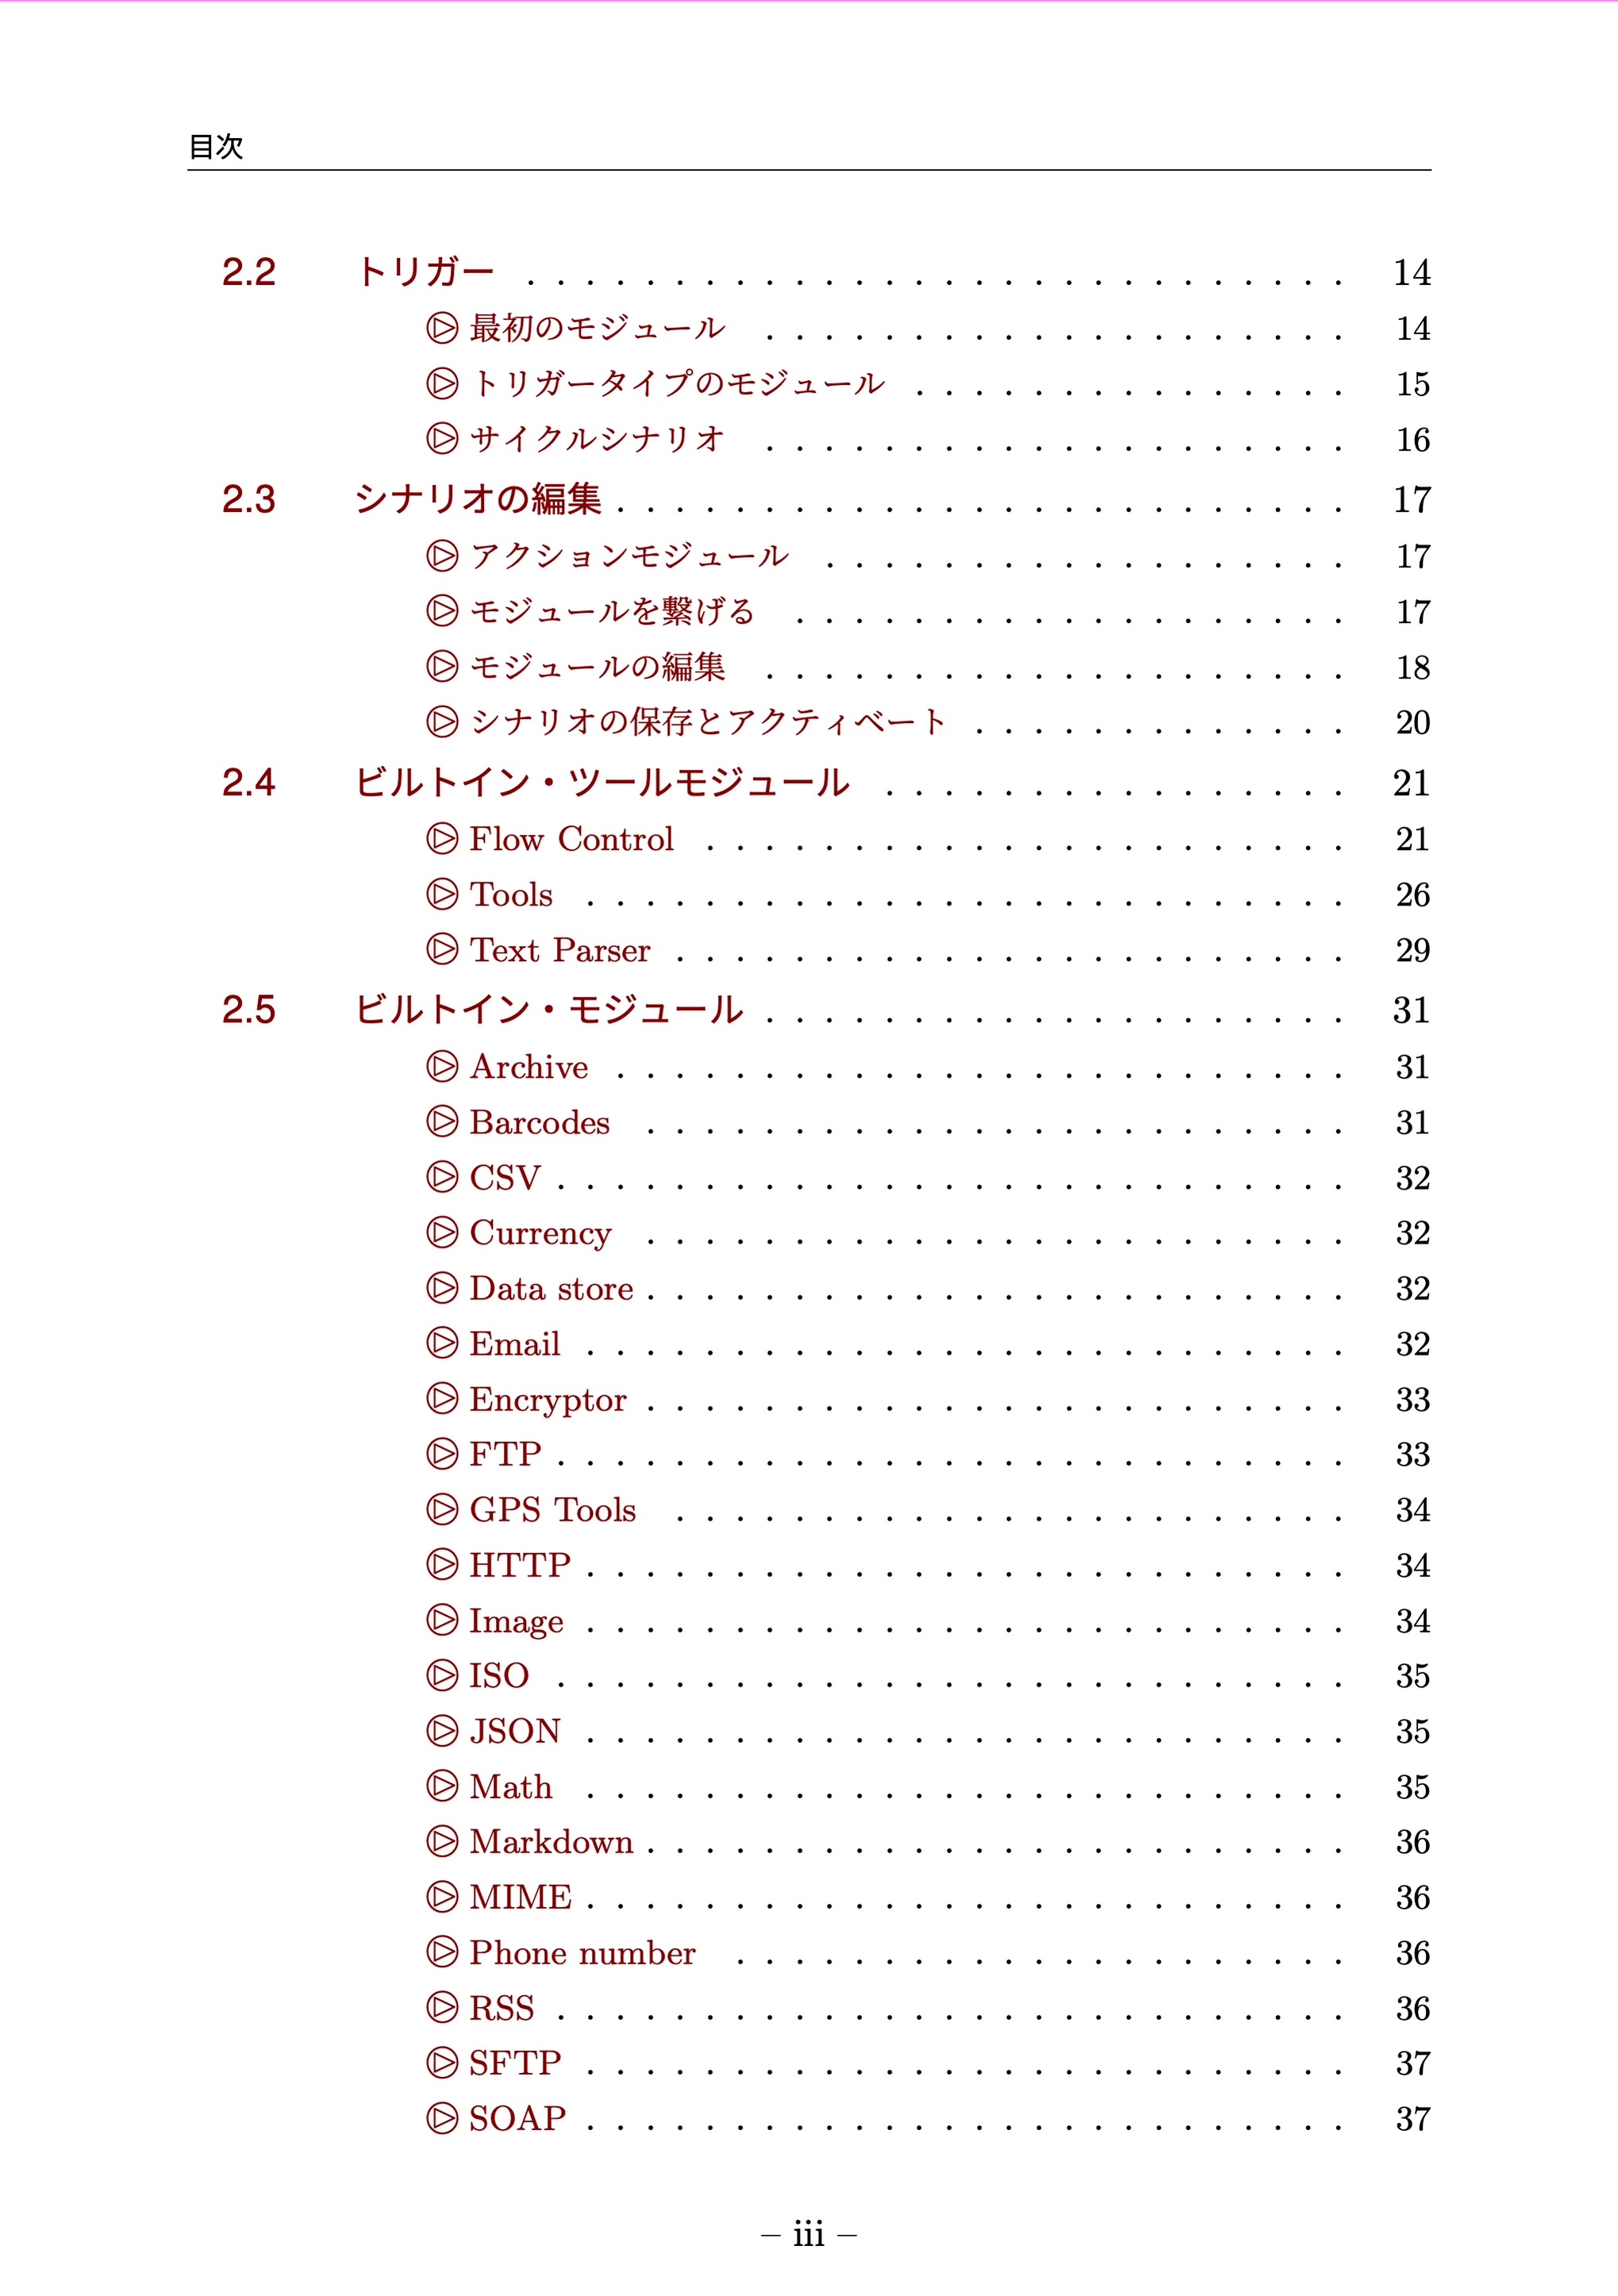 目次
2.2 トリガー . . . . . . . . . . . . . . . . . . . . . . . . . . . . 14
最初のモジュール . . . . . . . . . . . . . . . . . . . . 14
トリガータイプのモジュール . . . . . . . . . . . . . . . 15
サイクルシナリオ . . . . . . . . . . . . . . . . . . . . 16
2.3 シナリオの編集 . . . . . . . . . . . . . . . . . . . . . . . . . 17
アクションモジュール . . . . . . . . . . . . . . . . . . 17
モジュールを繋げる . . . . . . . . . . . . . . . . . . . 17
モジュールの編集 . . . . . . . . . . . . . . . . . . . . 18
シナリオの保存とアクティベート . . . . . . . . . . . . . 20
2.4 ビルトイン・ツールモジュール . . . . . . . . . . . . . . . . 21
Flow Control . . . . . . . . . . . . . . . . . . . . . . 21
Tools . . . . . . . . . . . . . . . . . . . . . . . . . . 26
Text Parser . . . . . . . . . . . . . . . . . . . . . . . 29
2.5 ビルトイン・モジュール . . . . . . . . . . . . . . . . . . . . 31
Archive . . . . . . . . . . . . . . . . . . . . . . . . . 31
Barcodes . . . . . . . . . . . . . . . . . . . . . . . . 31
CSV . . . . . . . . . . . . . . . . . . . . . . . . . . . 32
Currency . . . . . . . . . . . . . . . . . . . . . . . . 32
Data store . . . . . . . . . . . . . . . . . . . . . . . . 32
Email . . . . . . . . . . . . . . . . . . . . . . . . . . 32
Encryptor . . . . . . . . . . . . . . . . . . . . . . . . 33
FTP . . . . . . . . . . . . . . . . . . . . . . . . . . . 33
GPS Tools . . . . . . . . . . . . . . . . . . . . . . . 34
HTTP . . . . . . . . . . . . . . . . . . . . . . . . . . 34
Image . . . . . . . . . . . . . . . . . . . . . . . . . . 34
ISO . . . . . . . . . . . . . . . . . . . . . . . . . . . 35
JSON . . . . . . . . . . . . . . . . . . . . . . . . . . 35
Math . . . . . . . . . . . . . . . . . . . . . . . . . . 35
Markdown . . . . . . . . . . . . . . . . . . . . . . . . 36
MIME . . . . . . . . . . . . . . . . . . . . . . . . . . 36
Phone number . . . . . . . . . . . . . . . . . . . . . 36
RSS . . . . . . . . . . . . . . . . . . . . . . . . . . . 36
SFTP . . . . . . . . . . . . . . . . . . . . . . . . . . 37
SOAP . . . . . . . . . . . . . . . . . . . . . . . . . . 37
– iii –